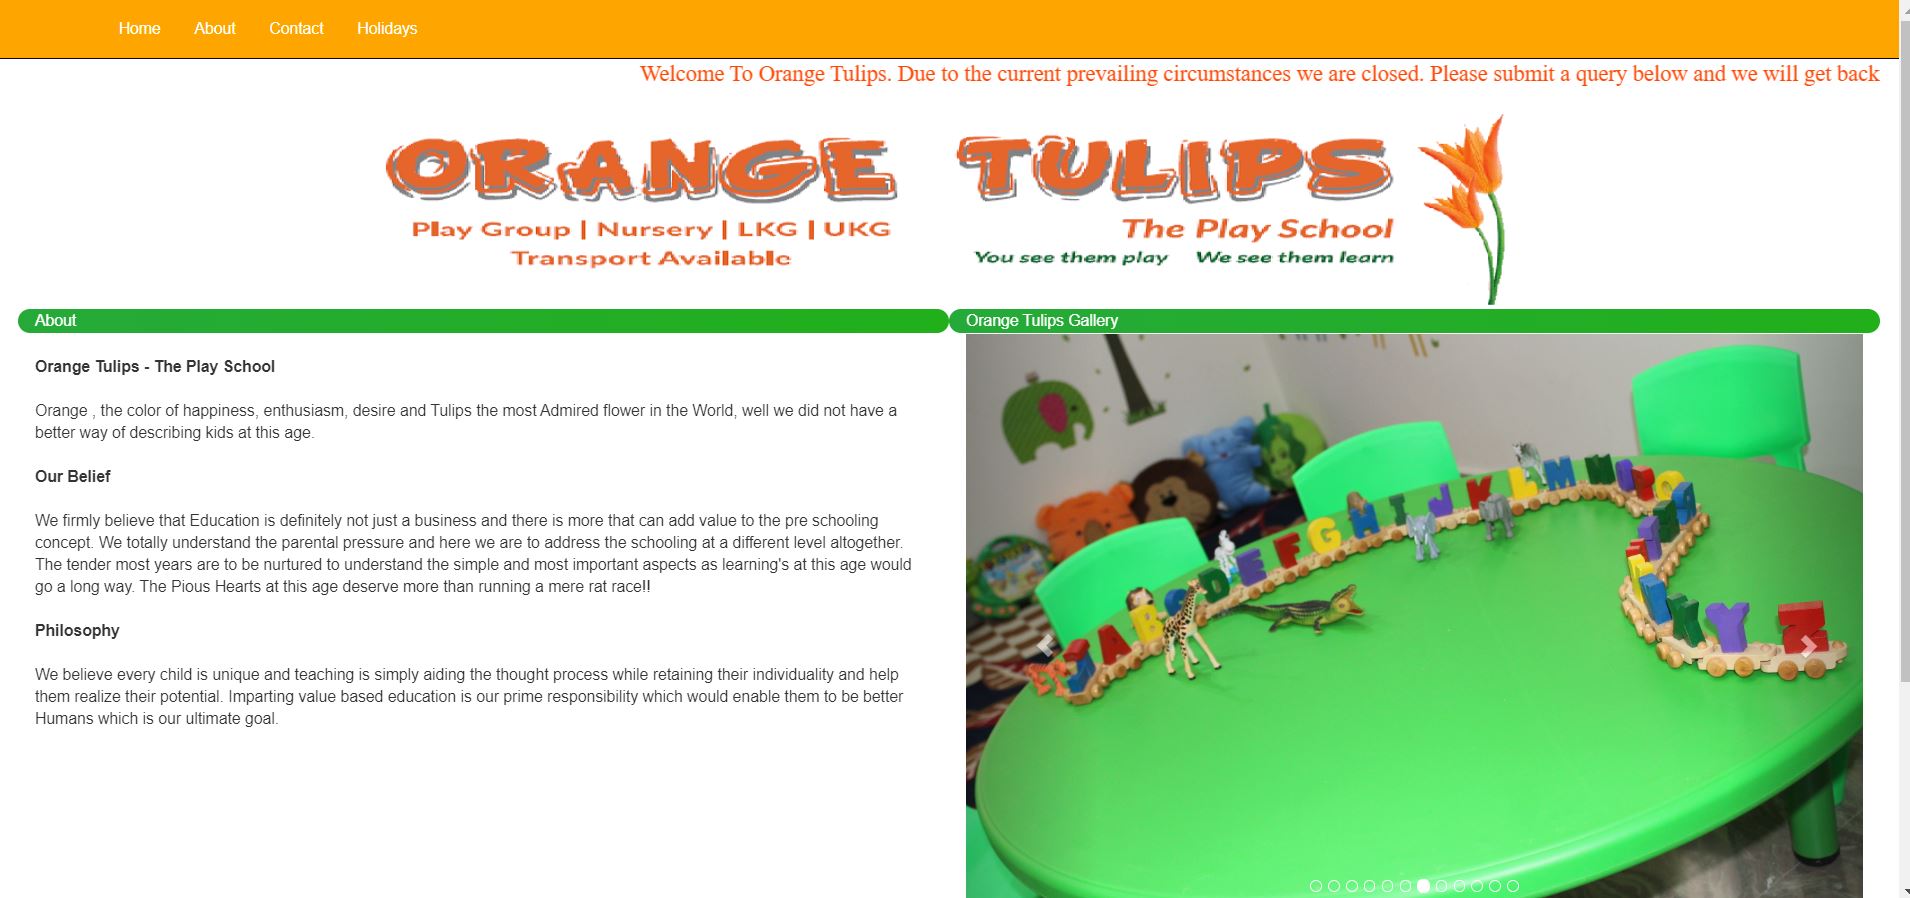 Home About Contact Holidays
Welcome To Orange Tulips. Due to the current prevailing circumstances we are closed. Please submit a query below and we will get back
ORANGE TULIPS
Play Group | Nursery | LKG | UKG
Transport Available
The Play School
You see them play We see them learn
About
Orange Tulips - The Play School
Orange , the color of happiness, enthusiasm, desire and Tulips the most Admired flower in the World, well we did not have a
better way of describing kids at this age.
Our Belief
We firmly believe that Education is definitely not just a business and there is more that can add value to the pre schooling
concept. We totally understand the parental pressure and here we are to address the schooling at a different level altogether.
The tender most years are to be nurtured to understand the simple and most important aspects as learning's at this age would
go a long way. The Pious Hearts at this age deserve more than running a mere rat race!!
Philosophy
We believe every child is unique and teaching is simply aiding the thought process while retaining their individuality and help
them realize their potential. Imparting value based education is our prime responsibility which would enable them to be better
Humans which is our ultimate goal.
Orange Tulips Gallery
A B C D E F G H I J K L M N
Y Z